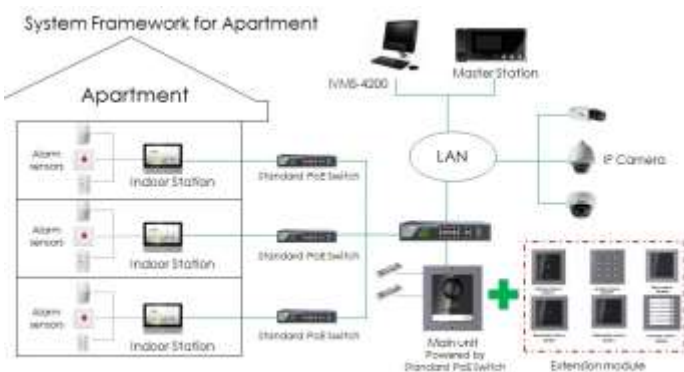 System Framework for Apartment
iVMS-4200
Master Station
Apartment
LAN
IP Camera
Alarm
sensors
Indoor Station
Standard PoE Switch
Alarm
sensors
Indoor Station
Standard PoE Switch
Alarm
sensors
Indoor Station
Standard PoE Switch
Main unit
Powered by
Standard PoE Switch
Extension module